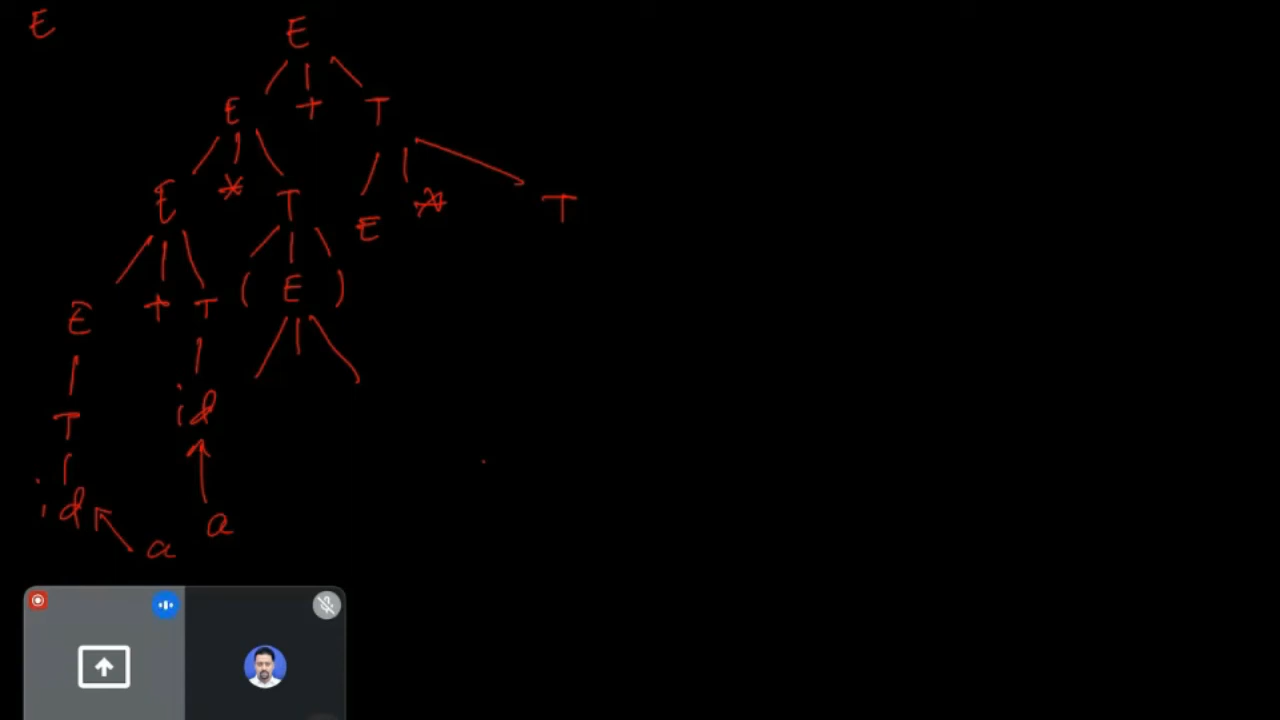 E E
E + T
E * T E * T
E + T ( E )
T id
id a
a